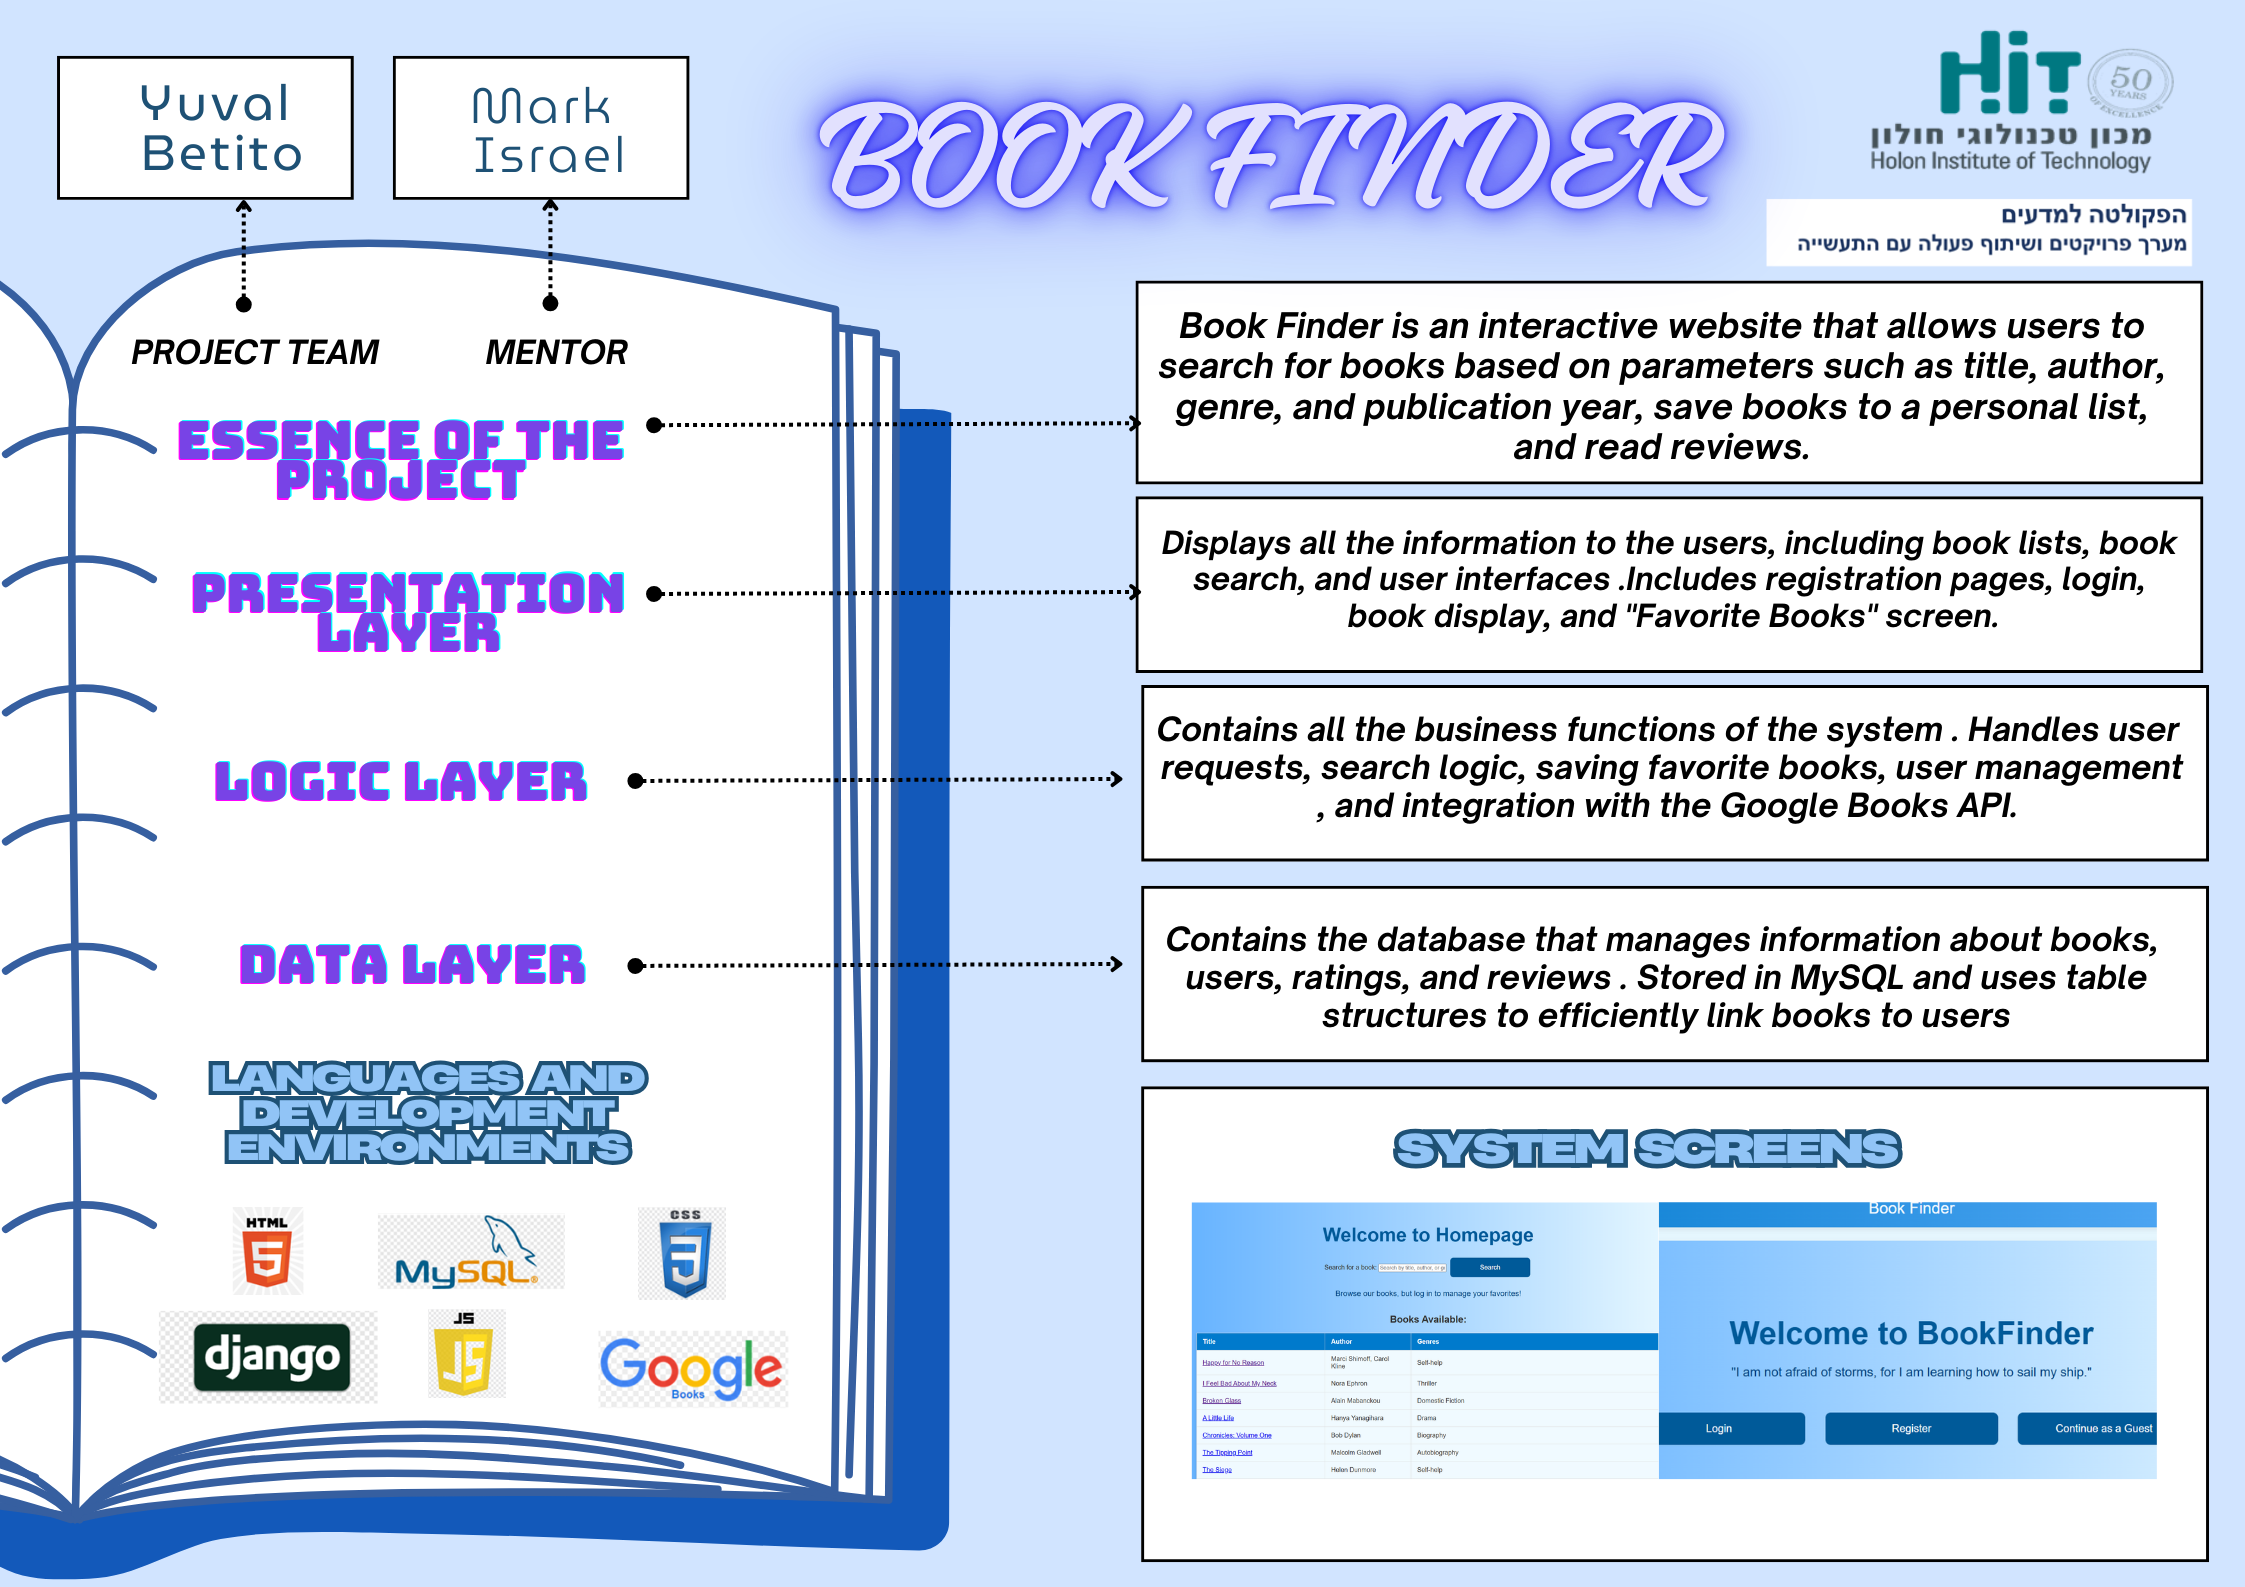 Yuval
Betito
Mark
Israel
BOOK FINDER
HiT
50
YEARS
OF EXCELLENCE
מכון טכנולוגי חולון
Holon Institute of Technology
הפקולטה למדעים
מערך פרויקטים ושיתוף פעולה עם התעשייה
PROJECT TEAM
MENTOR
ESSENCE OF THE
PROJECT
Book Finder is an interactive website that allows users to
search for books based on parameters such as title, author,
genre, and publication year, save books to a personal list,
and read reviews.
PRESENTATION
LAYER
Displays all the information to the users, including book lists, book
search, and user interfaces .Includes registration pages, login,
book display, and "Favorite Books" screen.
LOGIC LAYER
Contains all the business functions of the system . Handles user
requests, search logic, saving favorite books, user management
, and integration with the Google Books API.
DATA LAYER
Contains the database that manages information about books,
users, ratings, and reviews . Stored in MySQL and uses table
structures to efficiently link books to users
LANGUAGES AND
DEVELOPMENT
ENVIRONMENTS
HTML
5
MySQL
CSS
3
django
JS
JS
Google
Books
SYSTEM SCREENS
Welcome to Homepage
Search for a book: Search by title, author, or ge Search
Browse our books, but log in to manage your favorites!
Books Available:
Title Author Genres
Happy for No Reason Marci Shimoff, Carol Kline Self-help
I Feel Bad About My Neck Nora Ephron Thriller
Broken Glass Alain Mabanckou Domestic Fiction
A Little Life Hanya Yanagihara Drama
Chronicles: Volume One Bob Dylan Biography
The Tipping Point Malcolm Gladwell Autobiography
The Siege Helen Dunmore Self-help
Book Finder
Welcome to BookFinder
"I am not afraid of storms, for I am learning how to sail my ship."
Login Register Continue as a Guest